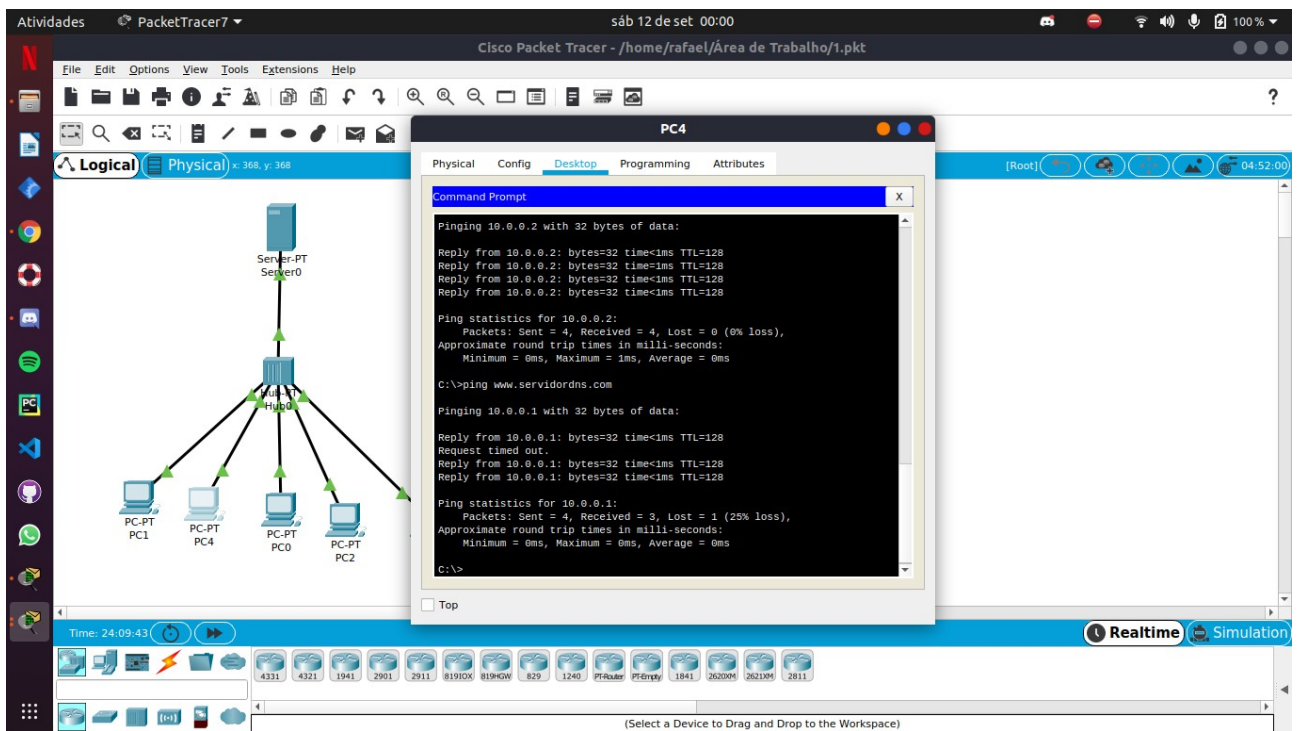 Atividades
PacketTracer7
sáb 12 de set 00:00
100 %
Cisco Packet Tracer - /home/rafael/Área de Trabalho/1.pkt
File Edit Options View Tools Extensions Help
?
Logical
Physical
x: 368, y: 368
[Root]
04:52:00
PC4
Physical Config Desktop Programming Attributes
Command Prompt
X
Pinging 10.0.0.2 with 32 bytes of data:
Reply from 10.0.0.2: bytes=32 time<1ms TTL=128
Reply from 10.0.0.2: bytes=32 time=1ms TTL=128
Reply from 10.0.0.2: bytes=32 time<1ms TTL=128
Reply from 10.0.0.2: bytes=32 time<1ms TTL=128
Ping statistics for 10.0.0.2:
Packets: Sent = 4, Received = 4, Lost = 0 (0% loss),
Approximate round trip times in milli-seconds:
Minimum = 0ms, Maximum = 1ms, Average = 0ms
C:\>ping www.servidordns.com
Pinging 10.0.0.1 with 32 bytes of data:
Reply from 10.0.0.1: bytes=32 time<1ms TTL=128
Request timed out.
Reply from 10.0.0.1: bytes=32 time<1ms TTL=128
Reply from 10.0.0.1: bytes=32 time<1ms TTL=128
Ping statistics for 10.0.0.1:
Packets: Sent = 4, Received = 3, Lost = 1 (25% loss),
Approximate round trip times in milli-seconds:
Minimum = 0ms, Maximum = 0ms, Average = 0ms
C:\>
Top
Server-PT
Server0
Hub-PT
Hub0
PC-PT
PC1
PC-PT
PC4
PC-PT
PC0
PC-PT
PC2
Time: 24:09:43
Realtime
Simulation
4331 4321 1941 2901 2911 819IOX 819HGW 829 1240 PT-Router PT-Empty 1841 2620XM 2621XM 2811
(Select a Device to Drag and Drop to the Workspace)